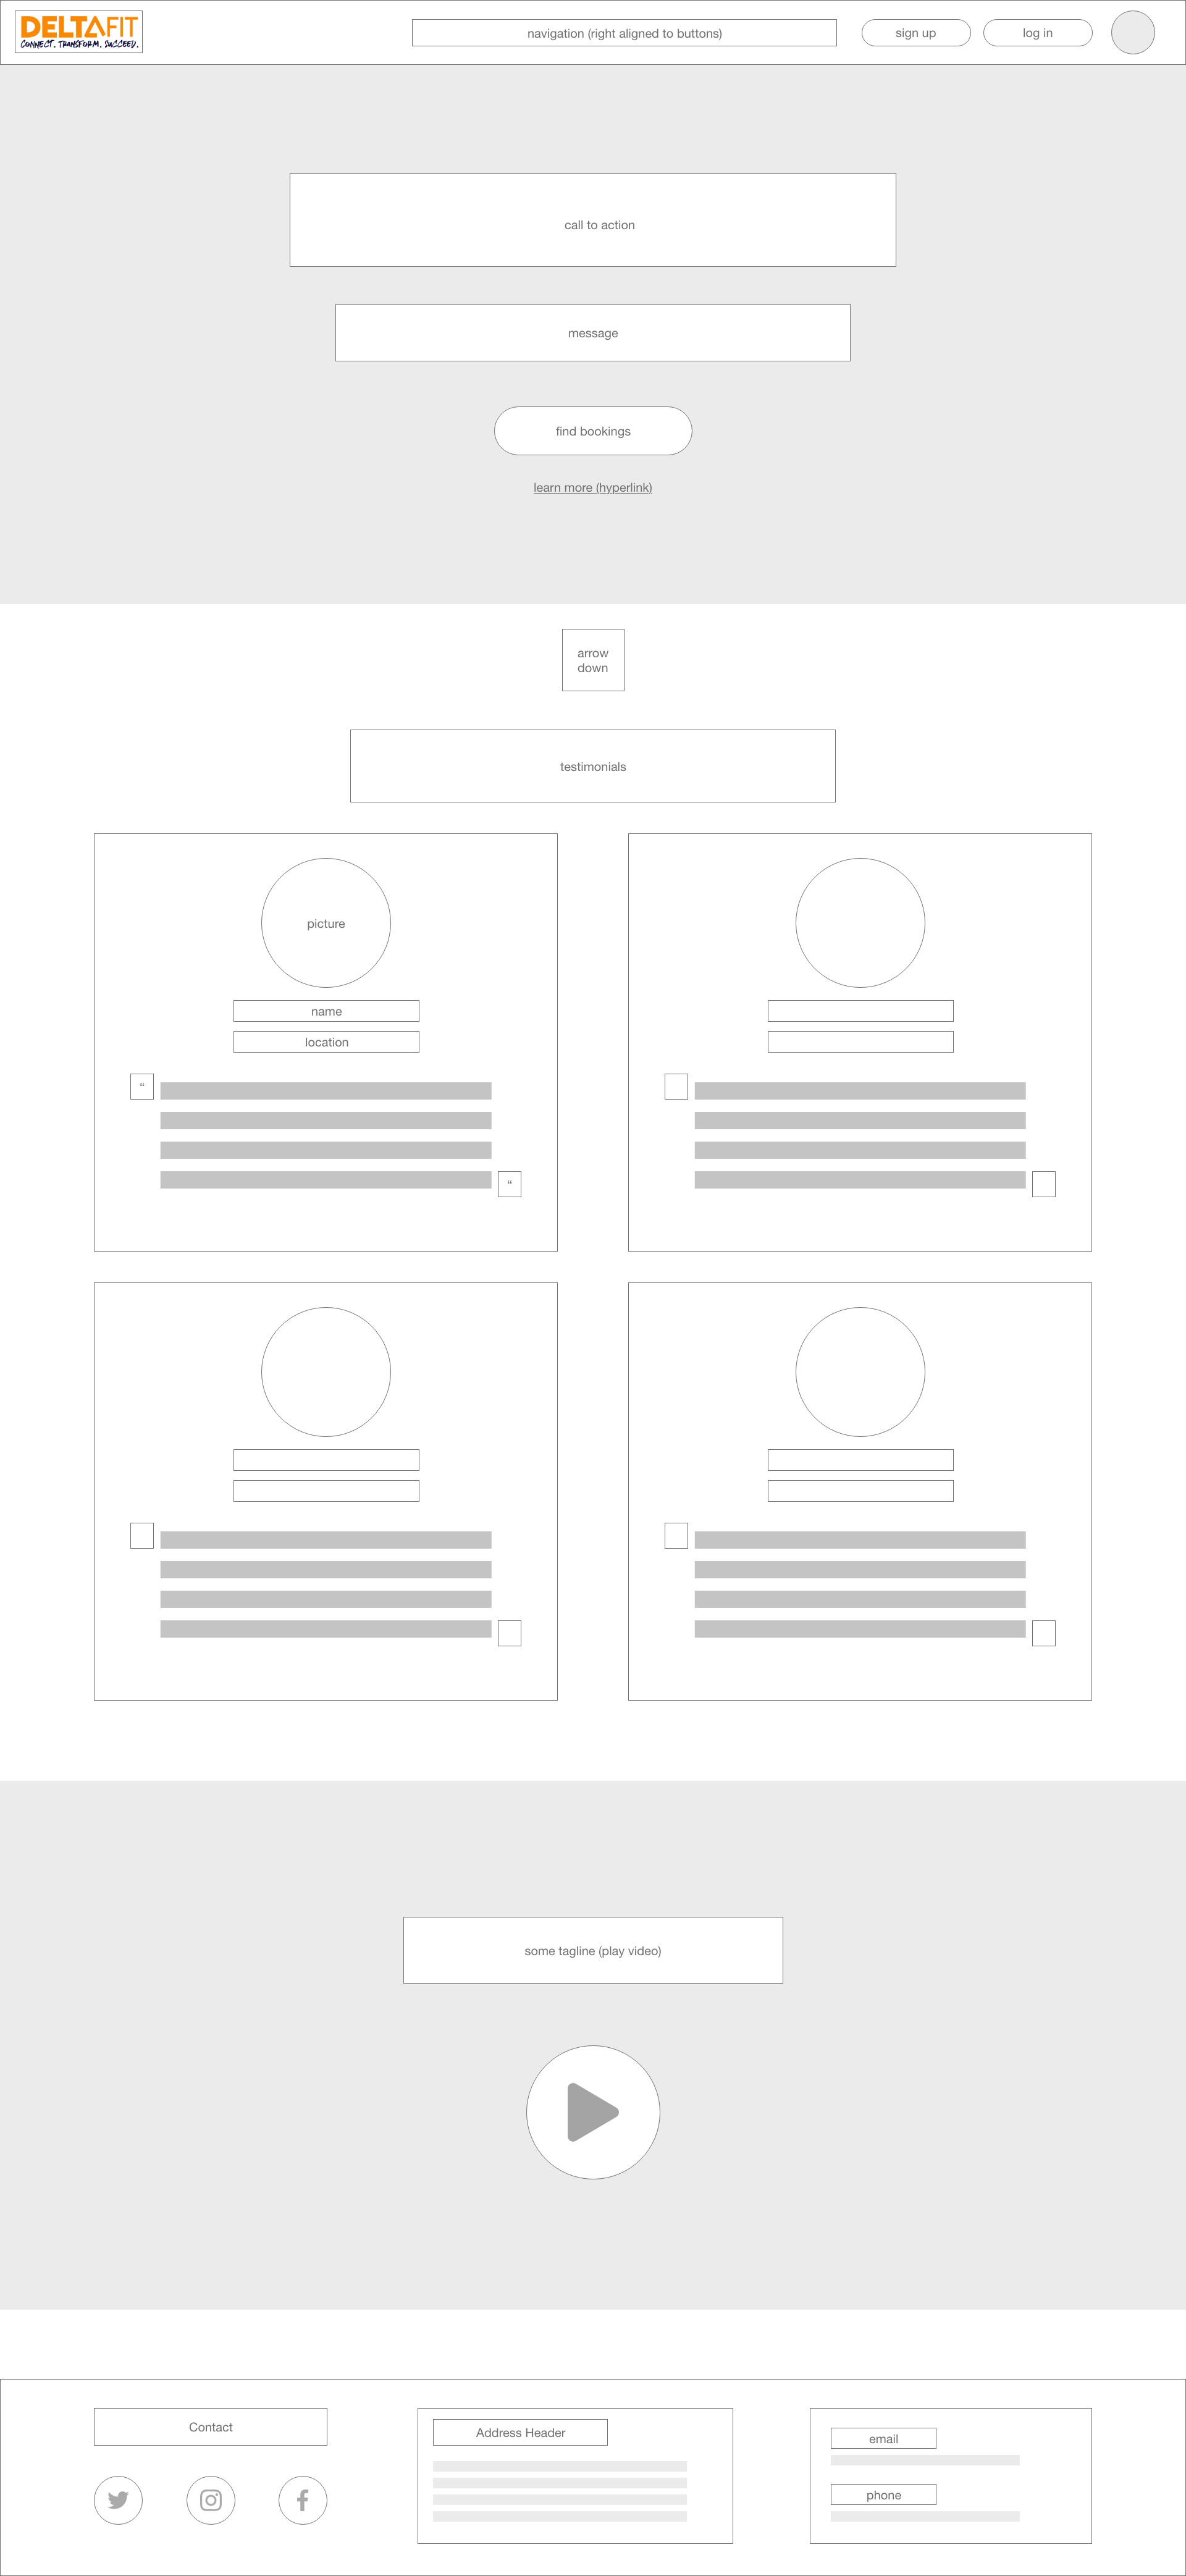 DELTAFIT
CONNECT. TRANSFORM. SUCCEED.
navigation (right aligned to buttons)
sign up
log in
call to action
message
find bookings
learn more (hyperlink)
arrow
down
testimonials
picture
name
location
“
“
some tagline (play video)
Contact
Address Header
email
phone